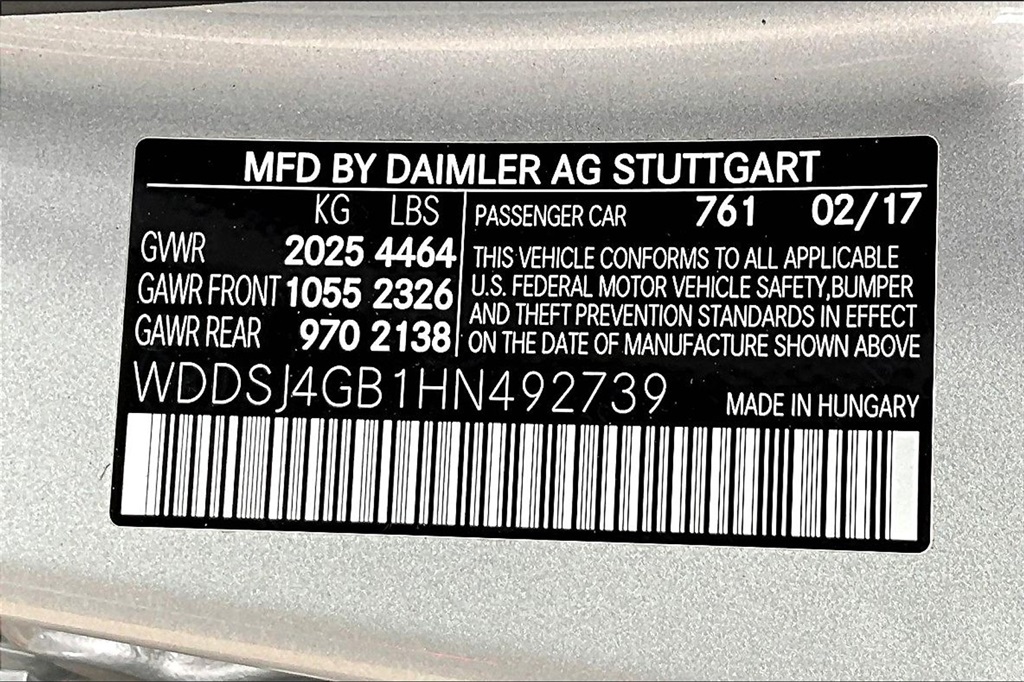 MFD BY DAIMLER AG STUTTGART
KG LBS
GVWR 2025 4464
GAWR FRONT 1055 2326
GAWR REAR 970 2138
PASSENGER CAR 761 02/17
THIS VEHICLE CONFORMS TO ALL APPLICABLE
U.S. FEDERAL MOTOR VEHICLE SAFETY,BUMPER
AND THEFT PREVENTION STANDARDS IN EFFECT
ON THE DATE OF MANUFACTURE SHOWN ABOVE
WDDSJ4GB1HN492739
MADE IN HUNGARY